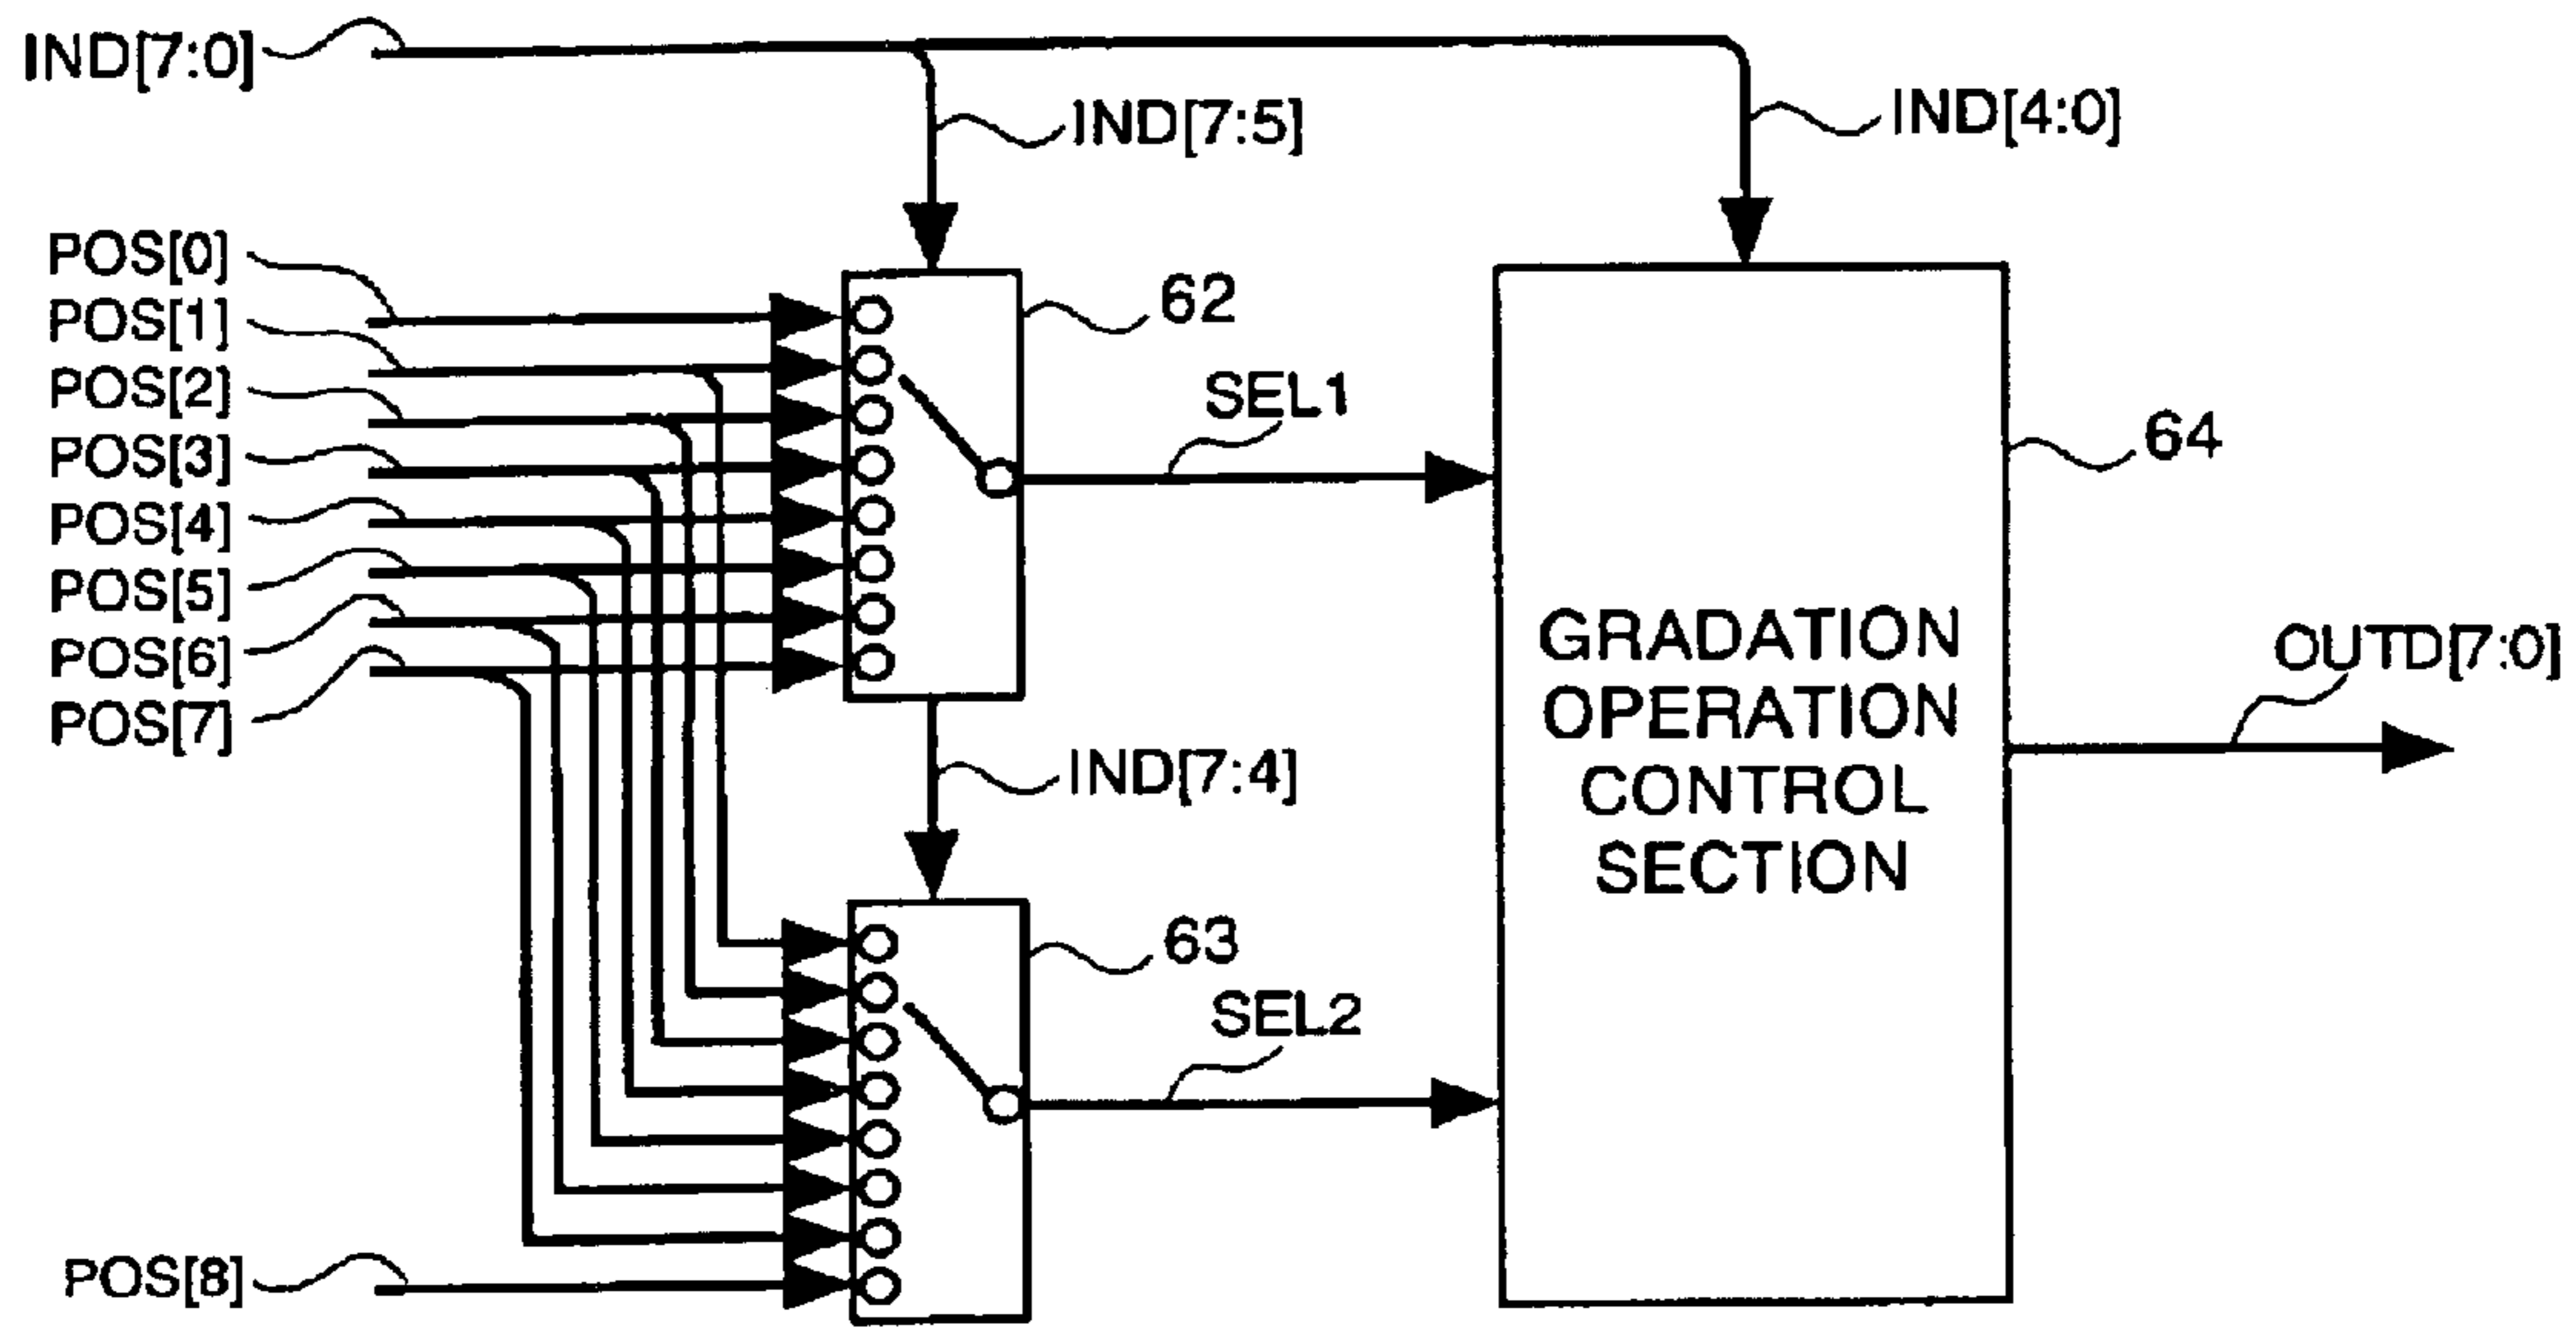 IND[7:0]
IND[7:5]
IND[4:0]
POS[0]
POS[1]
POS[2]
POS[3]
POS[4]
POS[5]
POS[6]
POS[7]
62
SEL1
64
IND[7:4]
GRADATION
OPERATION
CONTROL
SECTION
OUTD[7:0]
63
SEL2
POS[8]